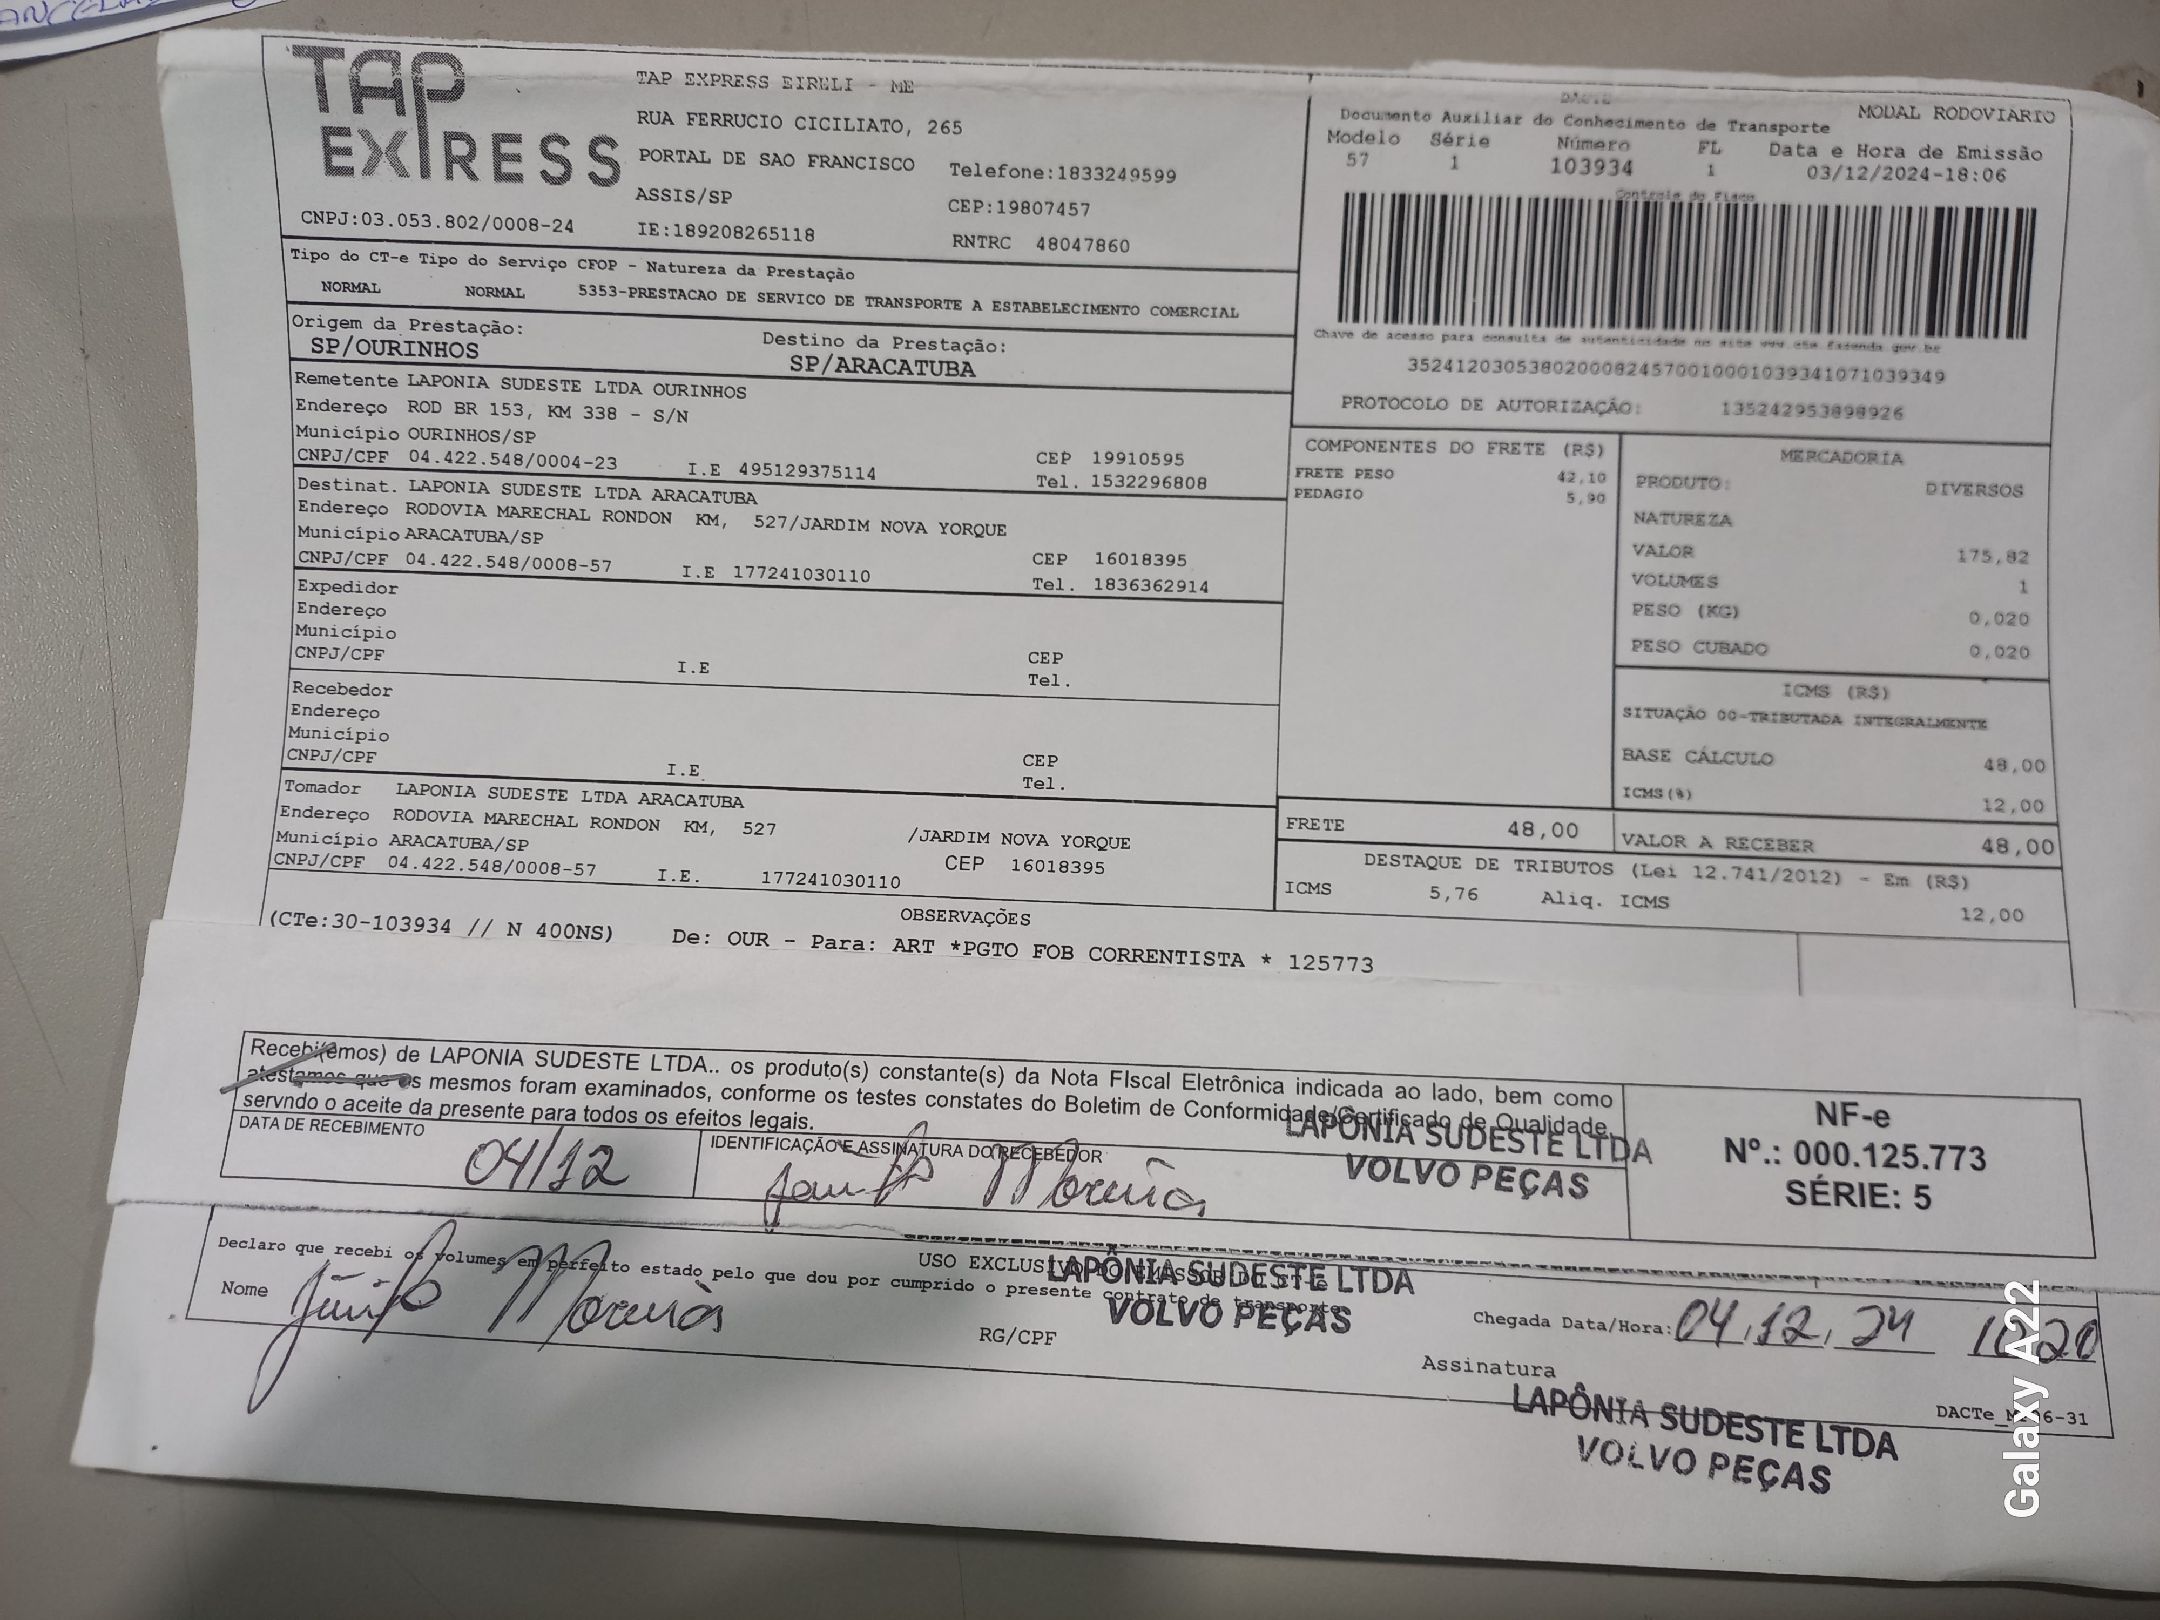 TAP EXPRESS
TAP EXPRESS EIRELI - ME
RUA FERRUCIO CICILIATO, 265
PORTAL DE SAO FRANCISCO Telefone:1833249599
ASSIS/SP CEP:19807457
CNPJ:03.053.802/0008-24 IE:189208265118 RNTRC 48047860
DACTE MODAL RODOVIARIO
Documento Auxiliar do Conhecimento de Transporte
Modelo Série Número FL Data e Hora de Emissão
57 1 103934 1 03/12/2024-18:06
Controle do Fisco
Chave de acesso para consulta de autenticidade no site www.cte.fazenda.gov.br
35241203053802000824570010001039341071039349
PROTOCOLO DE AUTORIZAÇÃO: 135242953898926
Tipo do CT-e Tipo do Serviço CFOP - Natureza da Prestação
NORMAL NORMAL 5353-PRESTACAO DE SERVICO DE TRANSPORTE A ESTABELECIMENTO COMERCIAL
Origem da Prestação: Destino da Prestação:
SP/OURINHOS SP/ARACATUBA
Remetente LAPONIA SUDESTE LTDA OURINHOS
Endereço ROD BR 153, KM 338 - S/N
Município OURINHOS/SP CEP 19910595
CNPJ/CPF 04.422.548/0004-23 I.E 495129375114 Tel. 1532296808
Destinat. LAPONIA SUDESTE LTDA ARACATUBA
Endereço RODOVIA MARECHAL RONDON KM, 527/JARDIM NOVA YORQUE
Município ARACATUBA/SP CEP 16018395
CNPJ/CPF 04.422.548/0008-57 I.E 177241030110 Tel. 1836362914
Expedidor
Endereço
Município CEP
CNPJ/CPF I.E Tel.
Recebedor
Endereço
Município CEP
CNPJ/CPF I.E. Tel.
Tomador LAPONIA SUDESTE LTDA ARACATUBA
Endereço RODOVIA MARECHAL RONDON KM, 527 /JARDIM NOVA YORQUE
Município ARACATUBA/SP CEP 16018395
CNPJ/CPF 04.422.548/0008-57 I.E. 177241030110
COMPONENTES DO FRETE (R$)
FRETE PESO 42,10
PEDAGIO 5,90
MERCADORIA
PRODUTO: DIVERSOS
NATUREZA
VALOR 175,82
VOLUMES 1
PESO (KG) 0,020
PESO CUBADO 0,020
ICMS (R$)
SITUAÇÃO 00-TRIBUTADA INTEGRALMENTE
BASE CÁLCULO 48,00
ICMS(%) 12,00
FRETE 48,00 VALOR A RECEBER 48,00
DESTAQUE DE TRIBUTOS (Lei 12.741/2012) - Em (R$)
ICMS 5,76 Aliq. ICMS 12,00
OBSERVAÇÕES
(CTe:30-103934 // N 400NS) De: OUR - Para: ART *PGTO FOB CORRENTISTA * 125773
Recebi(emos) de LAPONIA SUDESTE LTDA.. os produto(s) constante(s) da Nota FIscal Eletrônica indicada ao lado, bem como
atestamos que os mesmos foram examinados, conforme os testes constates do Boletim de Conformidade/Certificado de Qualidade,
servndo o aceite da presente para todos os efeitos legais.
DATA DE RECEBIMENTO IDENTIFICAÇÃO E ASSINATURA DO RECEBEDOR
04/12
LAPÔNIA SUDESTE LTDA
VOLVO PEÇAS
NF-e
Nº.: 000.125.773
SÉRIE: 5
USO EXCLUSIVO DO EMISSOR DO CT-E
Declaro que recebi os volumes em perfeito estado pelo que dou por cumprido o presente contrato de transporte
LAPÔNIA SUDESTE LTDA
VOLVO PEÇAS
Nome RG/CPF
Chegada Data/Hora: 04,12,24
Assinatura
LAPÔNIA SUDESTE LTDA
VOLVO PEÇAS
Galaxy A22